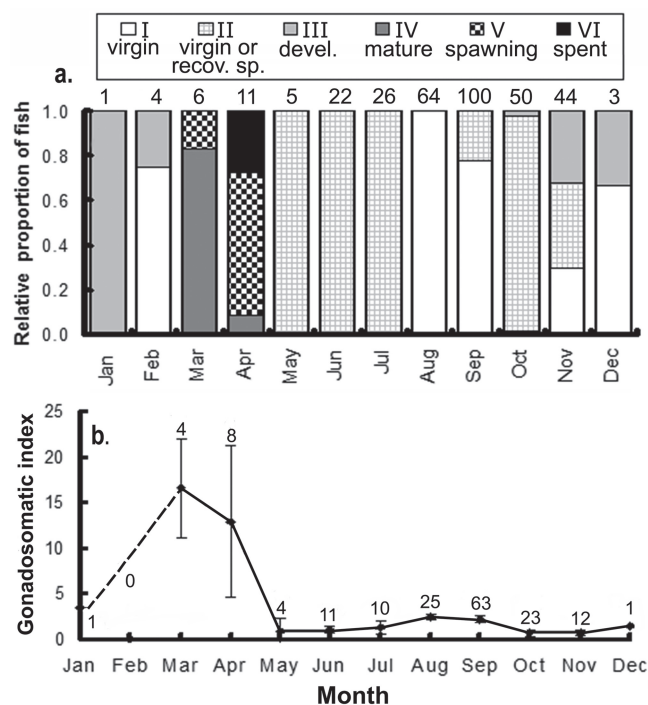 I II III IV V VI
virgin virgin or devel. mature spawning spent
recov. sp.
a.
1 4 6 11 5 22 26 64 100 50 44 3
Relative proportion of fish
1.0
0.8
0.6
0.4
0.2
0.0
Jan Feb Mar Apr May Jun Jul Aug Sep Oct Nov Dec
b.
Gonadosomatic index
25
20
15
10
5
0
1 0 4 8 4 11 10 25 63 23 12 1
Jan Feb Mar Apr May Jun Jul Aug Sep Oct Nov Dec
Month